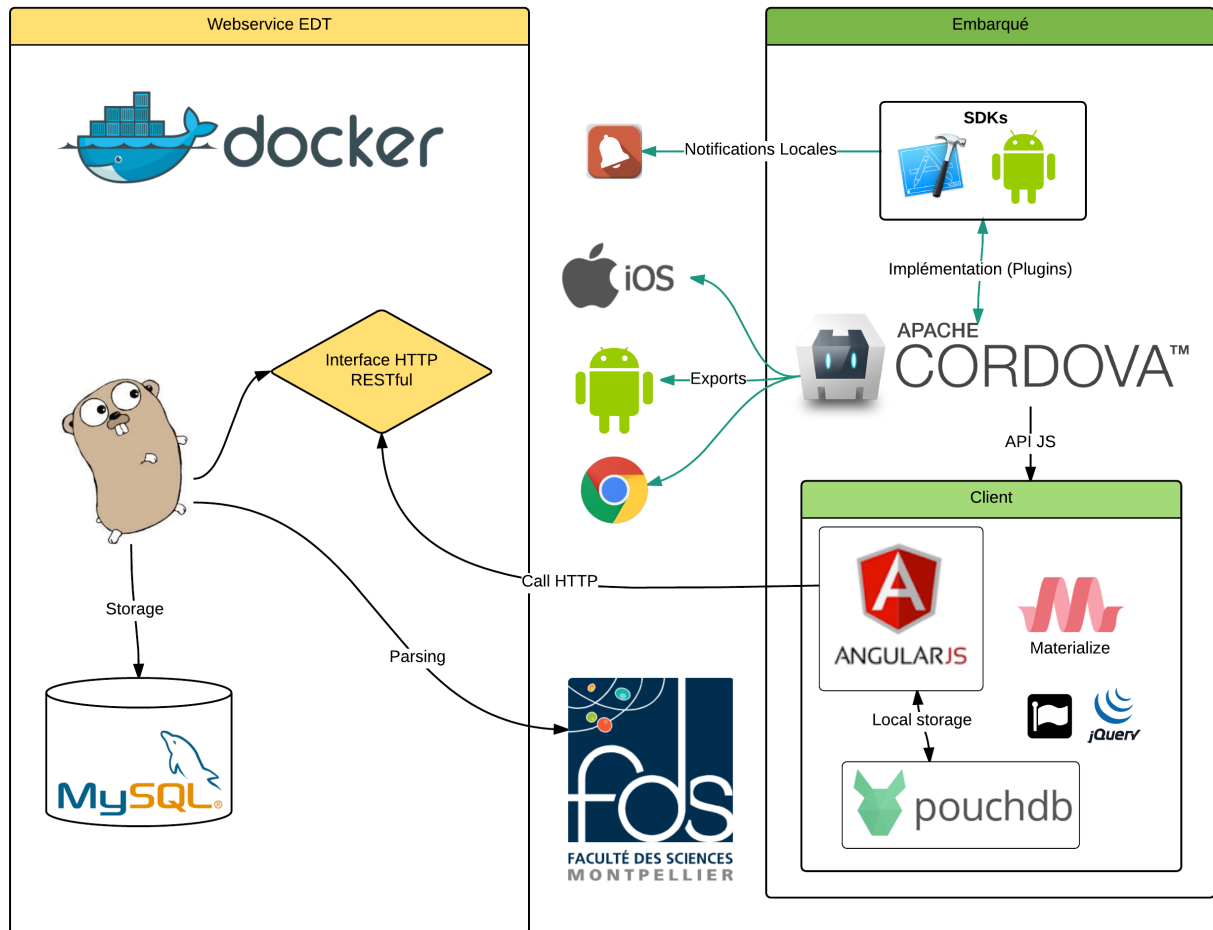 Webservice EDT
docker
Interface HTTP
RESTful
Storage
MySQL®
Parsing
Call HTTP
Notifications Locales
iOS
Exports
fds
FACULTÉ DES SCIENCES
MONTPELLIER
Embarqué
SDKs
Implémentation (Plugins)
APACHE
CORDOVA™
API JS
Client
ANGULARJS
Materialize
Local storage
jQuery
pouchdb